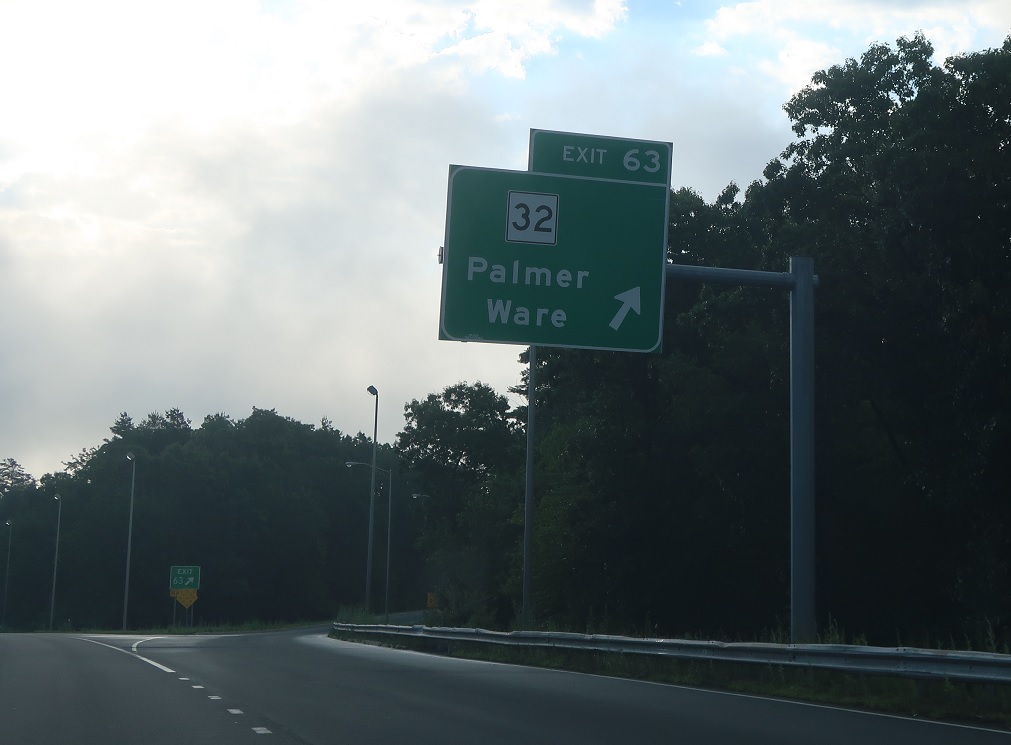 EXIT 63
32
Palmer
Ware
EXIT
63